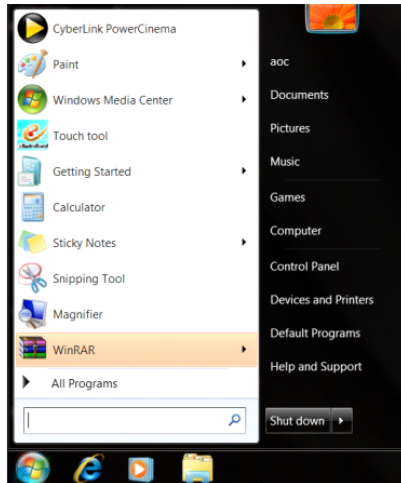 CyberLink PowerCinema
Paint
Windows Media Center
Touch tool
Getting Started
Calculator
Sticky Notes
Snipping Tool
Magnifier
WinRAR
All Programs
aoc
Documents
Pictures
Music
Games
Computer
Control Panel
Devices and Printers
Default Programs
Help and Support
Shut down